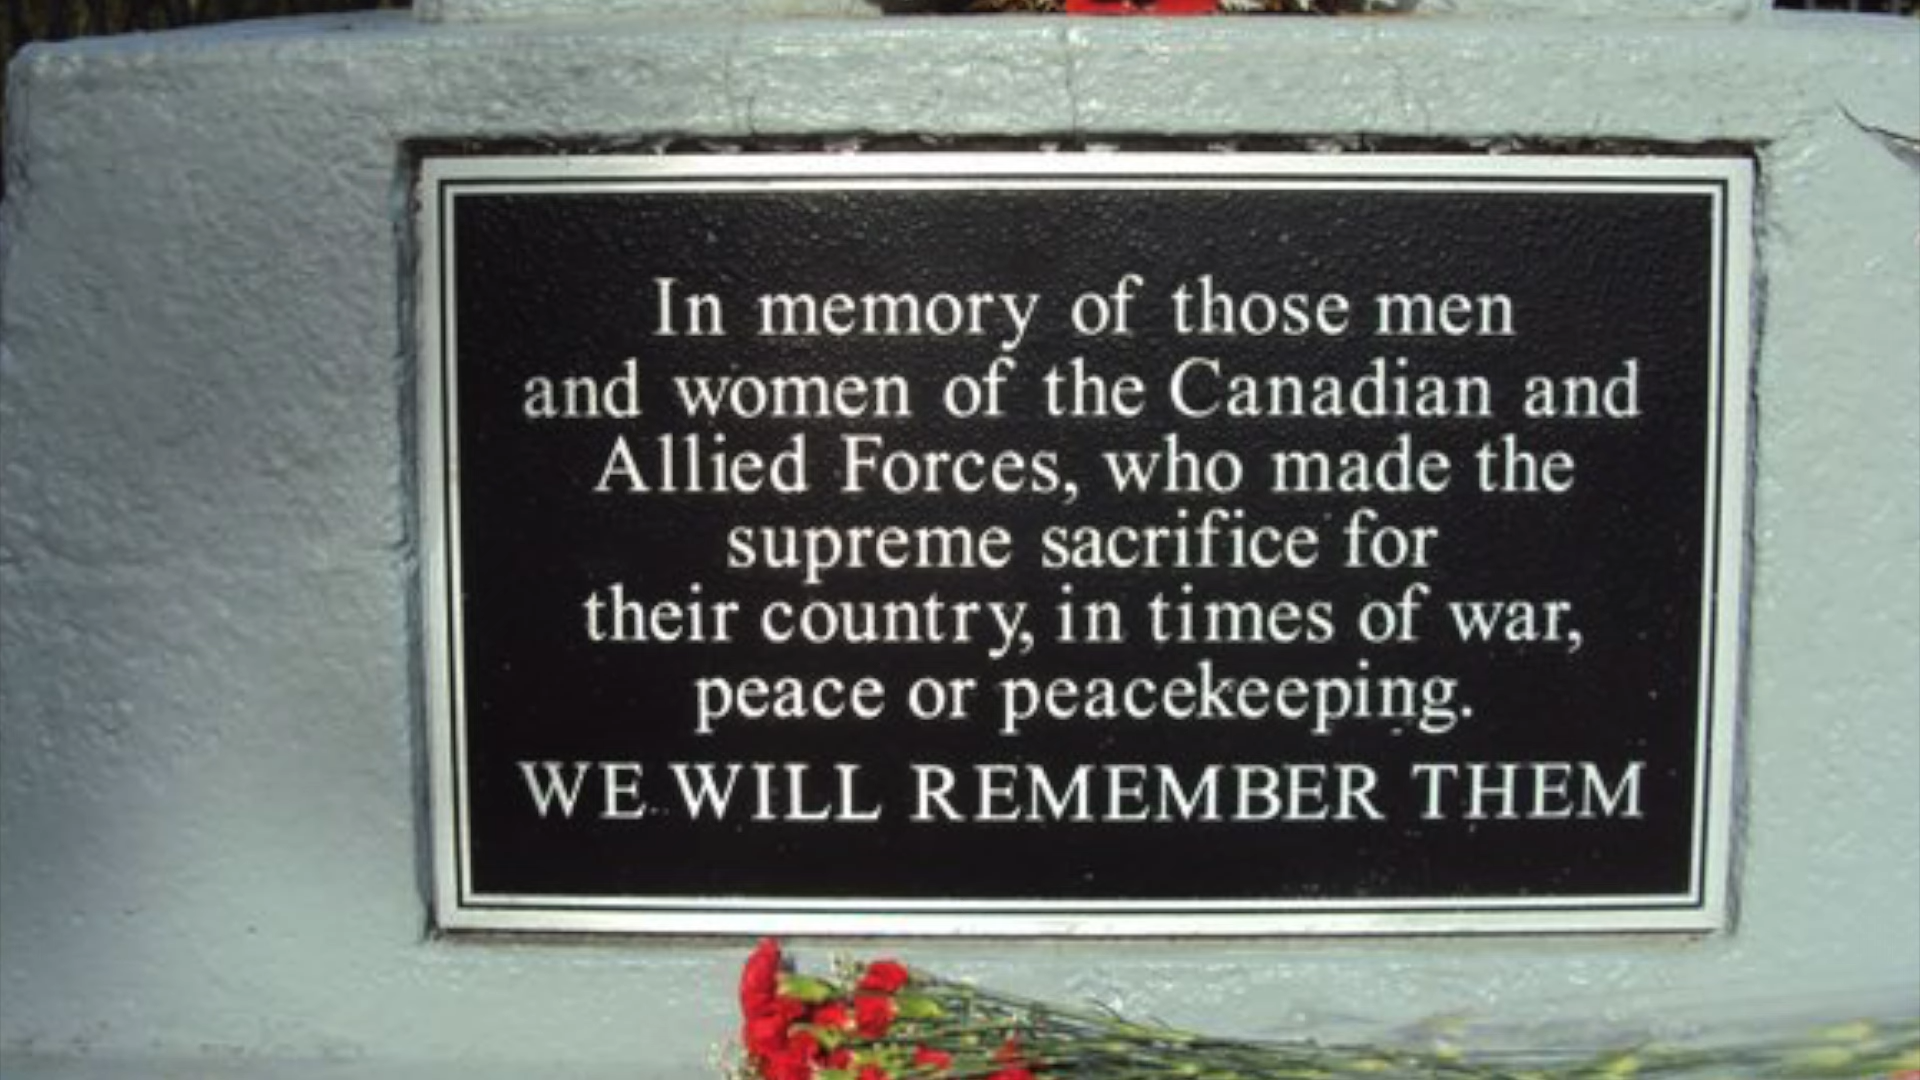 In memory of those men
and women of the Canadian and
Allied Forces, who made the
supreme sacrifice for
their country, in times of war,
peace or peacekeeping.
WE WILL REMEMBER THEM